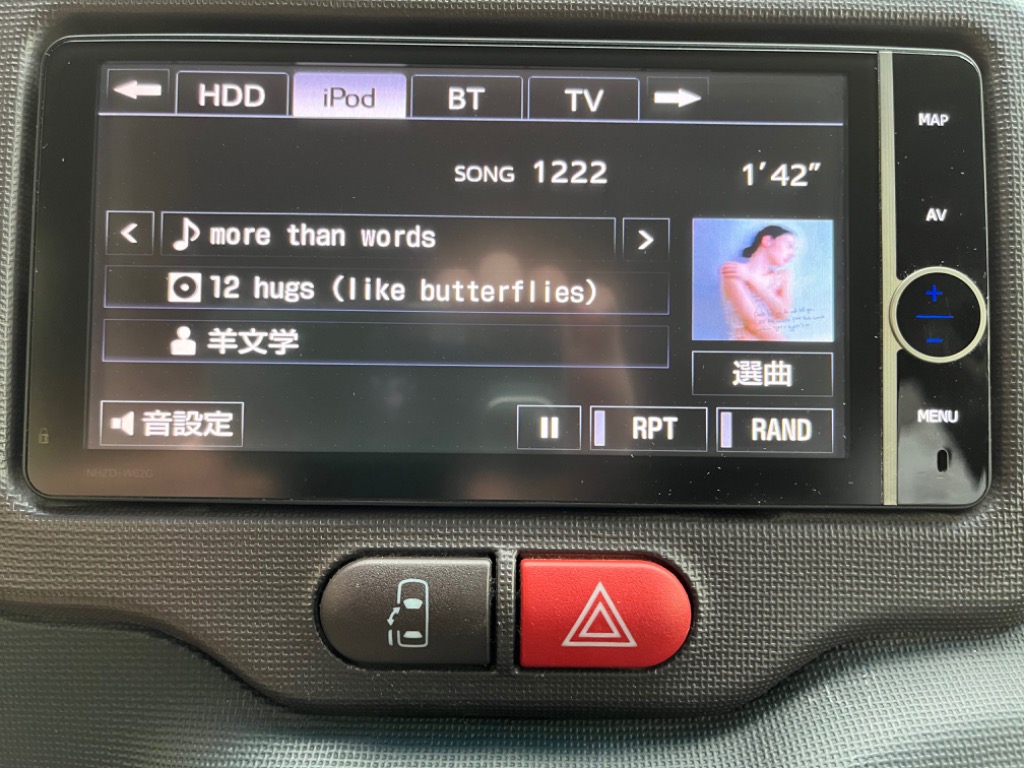 HDD iPod BT TV
SONG 1222 1'42"
more than words
12 hugs (like butterflies)
羊文学
選曲
音設定 RPT RAND
MAP
AV
MENU